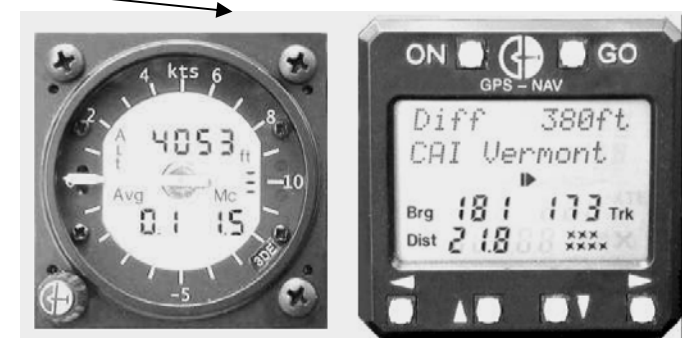 4 kts 6
2 8
Alt 4053 ft
10
Avg Mc
0.1 1.5
-5
ON GO
GPS – NAV
Diff 380ft
CAI Vermont
Brg 181 173 Trk
Dist 21.8